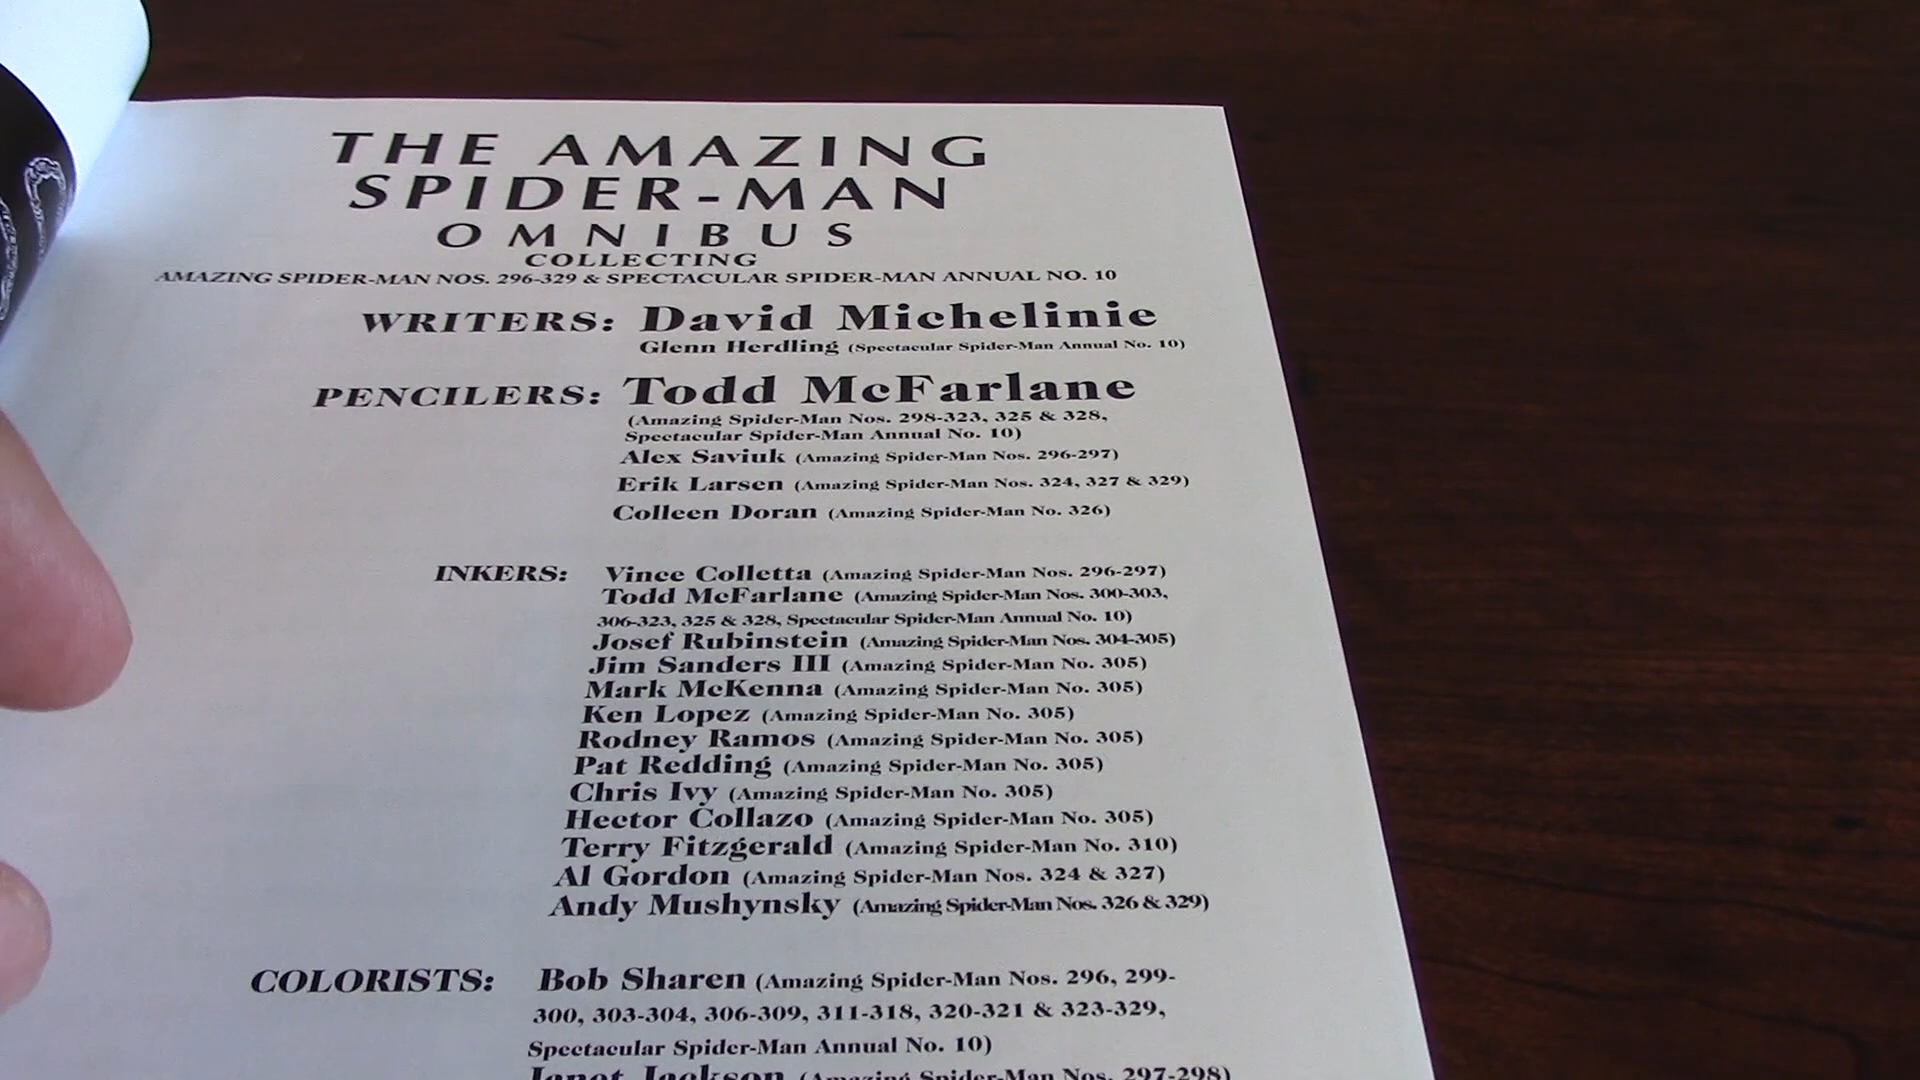 THE AMAZING
SPIDER-MAN
OMNIBUS
COLLECTING
AMAZING SPIDER-MAN NOS. 296-329 & SPECTACULAR SPIDER-MAN ANNUAL NO. 10
WRITERS: David Michelinie
Glenn Herdling (Spectacular Spider-Man Annual No. 10)
PENCILERS: Todd McFarlane
(Amazing Spider-Man Nos. 298-323, 325 & 328,
Spectacular Spider-Man Annual No. 10)
Alex Saviuk (Amazing Spider-Man Nos. 296-297)
Erik Larsen (Amazing Spider-Man Nos. 324, 327 & 329)
Colleen Doran (Amazing Spider-Man No. 326)
INKERS: Vince Colletta (Amazing Spider-Man Nos. 296-297)
Todd McFarlane (Amazing Spider-Man Nos. 300-303,
306-323, 325 & 328, Spectacular Spider-Man Annual No. 10)
Josef Rubinstein (Amazing Spider-Man Nos. 304-305)
Jim Sanders III (Amazing Spider-Man No. 305)
Mark McKenna (Amazing Spider-Man No. 305)
Ken Lopez (Amazing Spider-Man No. 305)
Rodney Ramos (Amazing Spider-Man No. 305)
Pat Redding (Amazing Spider-Man No. 305)
Chris Ivy (Amazing Spider-Man No. 305)
Hector Collazo (Amazing Spider-Man No. 305)
Terry Fitzgerald (Amazing Spider-Man No. 310)
Al Gordon (Amazing Spider-Man Nos. 324 & 327)
Andy Mushynsky (Amazing Spider-Man Nos. 326 & 329)
COLORISTS: Bob Sharen (Amazing Spider-Man Nos. 296, 299-
300, 303-304, 306-309, 311-318, 320-321 & 323-329,
Spectacular Spider-Man Annual No. 10)
Janet Jackson (Amazing Spider-Man Nos. 297-298)